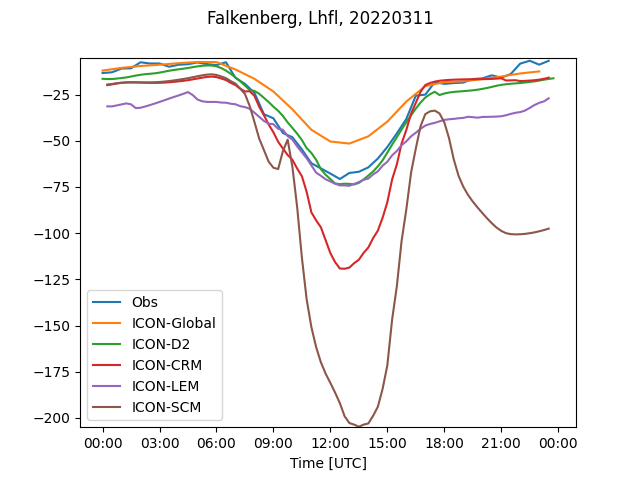 Falkenberg, Lhfl, 20220311
−25
−50
−75
−100
−125
−150
−175
−200
Obs
ICON-Global
ICON-D2
ICON-CRM
ICON-LEM
ICON-SCM
00:00 03:00 06:00 09:00 12:00 15:00 18:00 21:00 00:00
Time [UTC]